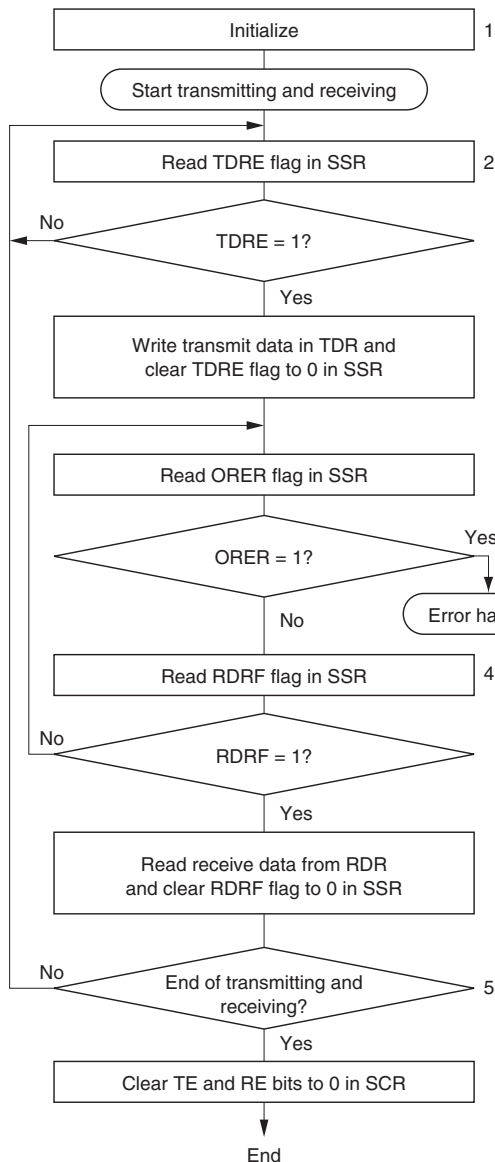 Initialize
1
Start transmitting and receiving
Read TDRE flag in SSR
2
No
TDRE = 1?
Yes
Write transmit data in TDR and
clear TDRE flag to 0 in SSR
Read ORER flag in SSR
Yes
ORER = 1?
No
Error ha
Read RDRF flag in SSR
4
No
RDRF = 1?
Yes
Read receive data from RDR
and clear RDRF flag to 0 in SSR
No
End of transmitting and
receiving?
5
Yes
Clear TE and RE bits to 0 in SCR
End